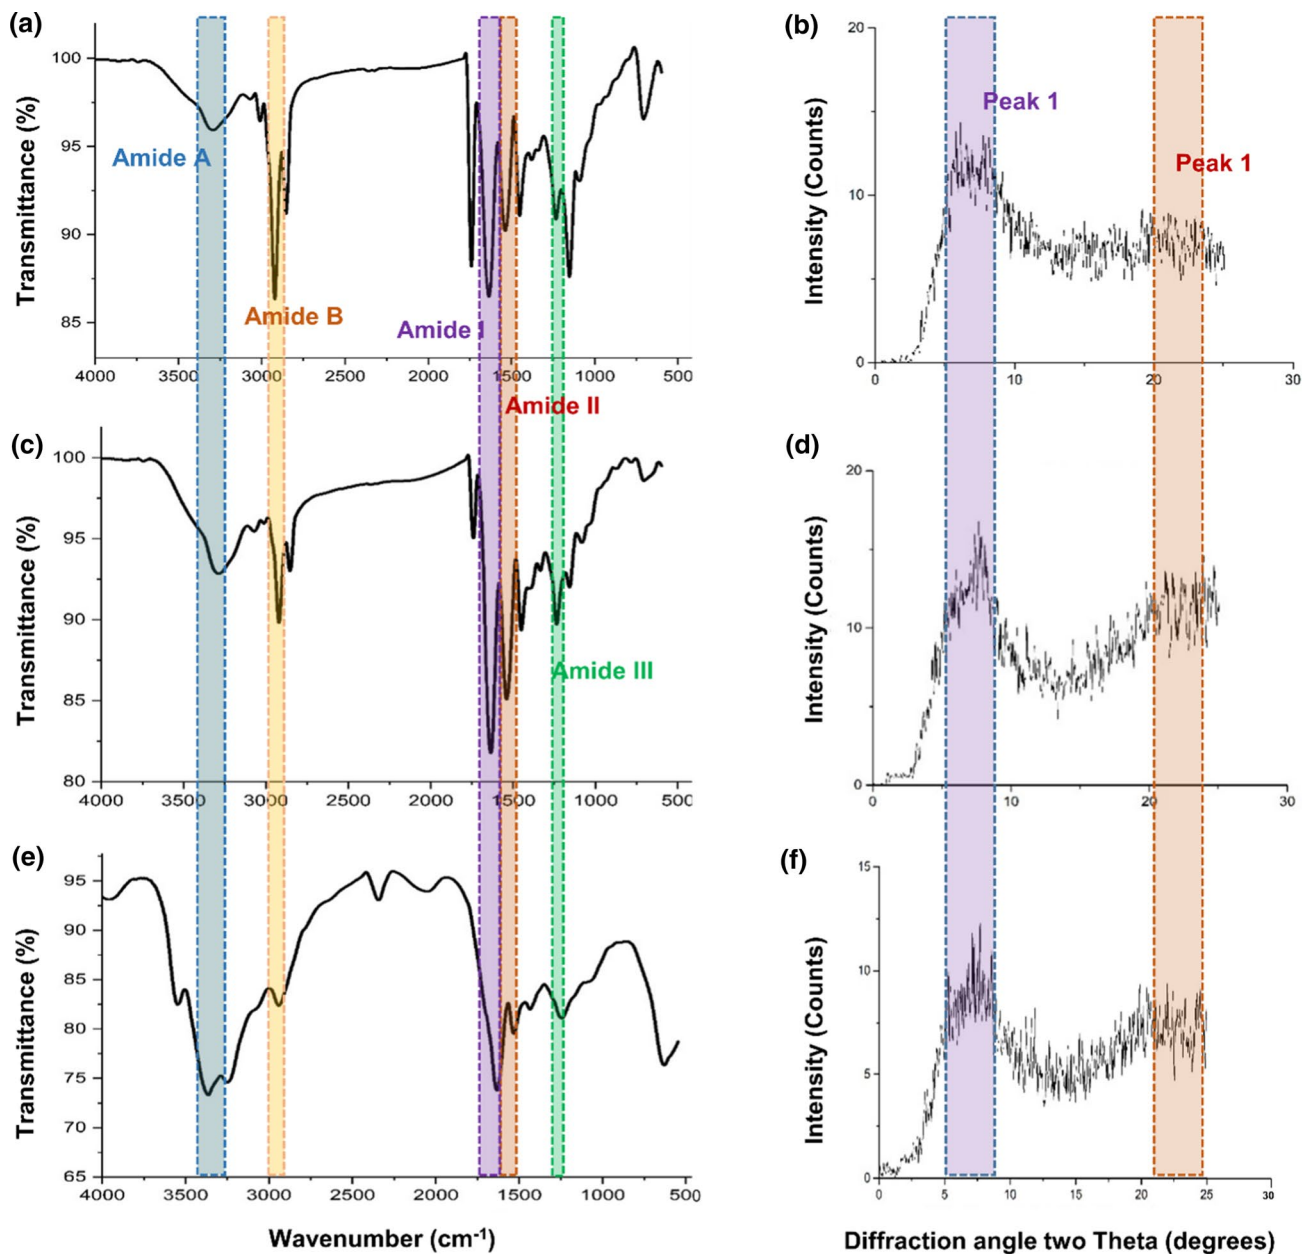 (a)
Transmittance (%)
100
95
90
85
4000 3500 3000 2500 2000 1500 1000 500
Amide A
Amide B
Amide I
Amide II
(b)
Intensity (Counts)
20
10
0
0 10 20 30
Peak 1
Peak 1
(c)
Transmittance (%)
100
95
90
85
80
4000 3500 3000 2500 2000 1500 1000 500
Amide III
(d)
Intensity (Counts)
20
10
0
0 10 20 30
(e)
Transmittance (%)
95
90
85
80
75
70
65
4000 3500 3000 2500 2000 1500 1000 500
Wavenumber (cm⁻¹)
(f)
Intensity (Counts)
15
10
5
0
0 5 10 15 20 25 30
Diffraction angle two Theta (degrees)